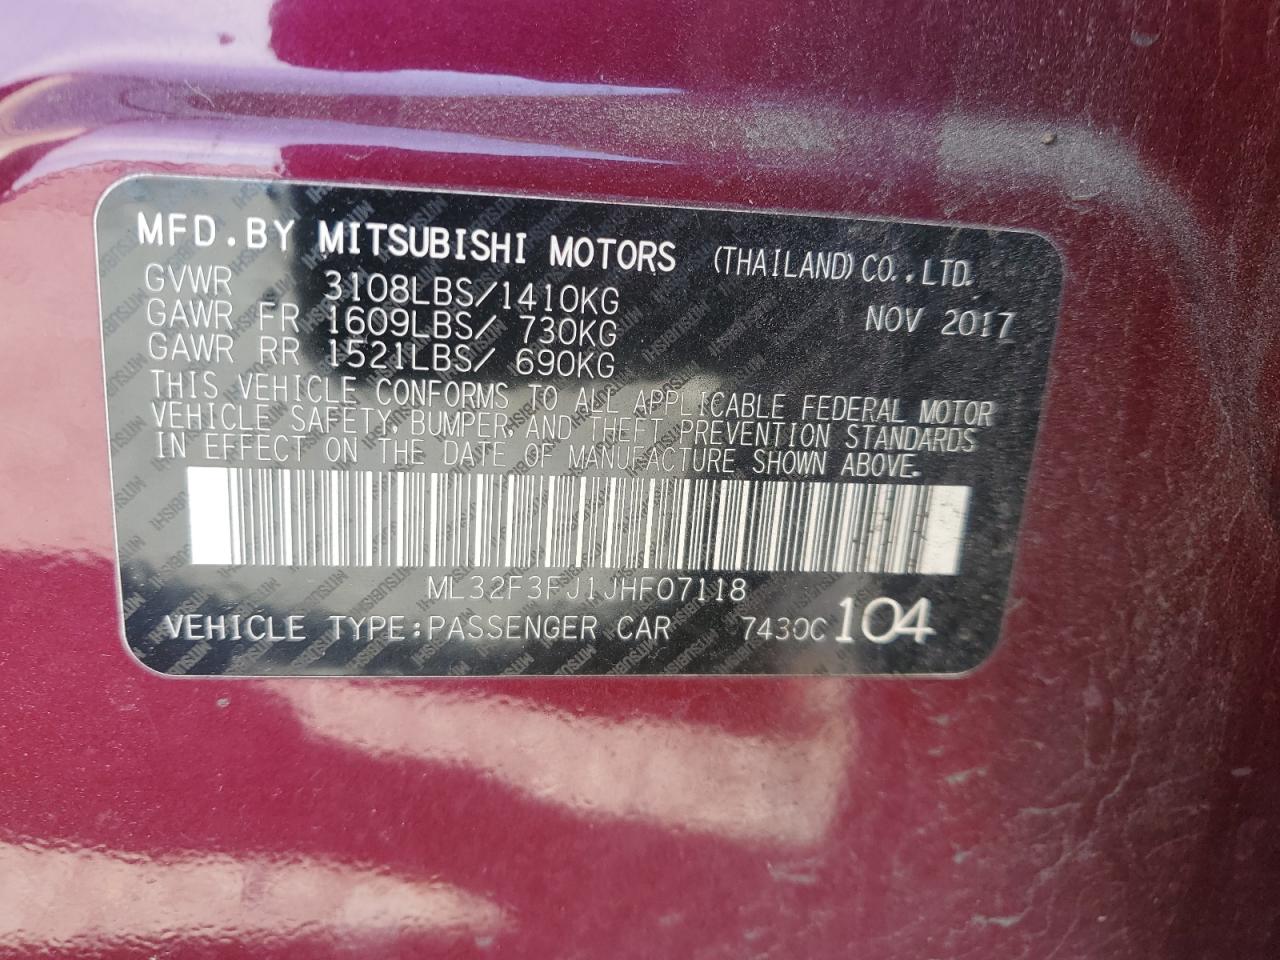 MFD.BY MITSUBISHI MOTORS (THAILAND) CO.,LTD.
GVWR 3108LBS/1410KG NOV 2017
GAWR FR 1609LBS/ 730KG
GAWR RR 1521LBS/ 690KG
THIS VEHICLE CONFORMS TO ALL APPLICABLE FEDERAL MOTOR
VEHICLE SAFETY, BUMPER, AND THEFT PREVENTION STANDARDS
IN EFFECT ON THE DATE OF MANUFACTURE SHOWN ABOVE.
ML32F3FJ1JHF07118
VEHICLE TYPE:PASSENGER CAR 7430C 104